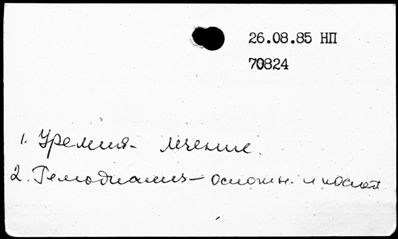 26.08.85 НП
70824
1. Уремия - лечение.
2. Гемодиализ - осложн. и послед.